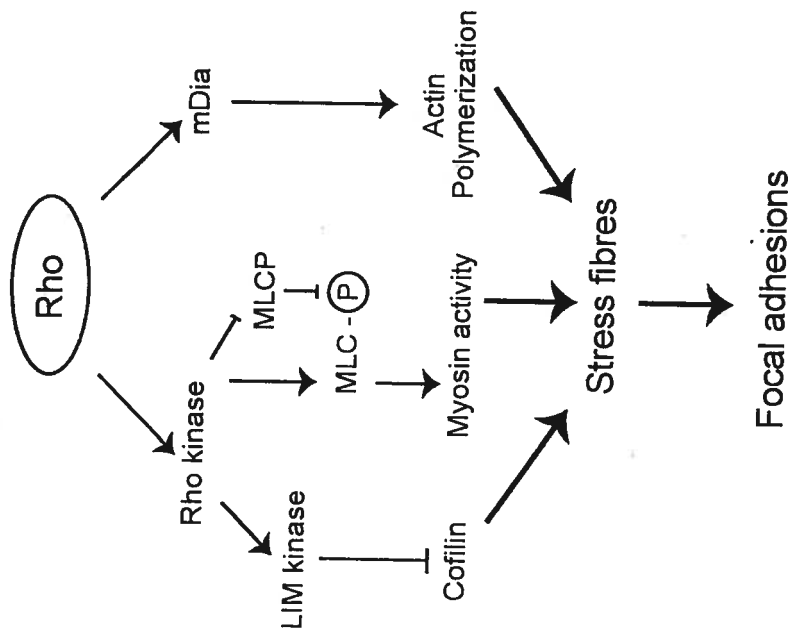 Rho
Rho kinase
mDia
LIM kinase
MLCP
MLC - P
Cofilin
Myosin activity
Actin
Polymerization
Stress fibres
Focal adhesions